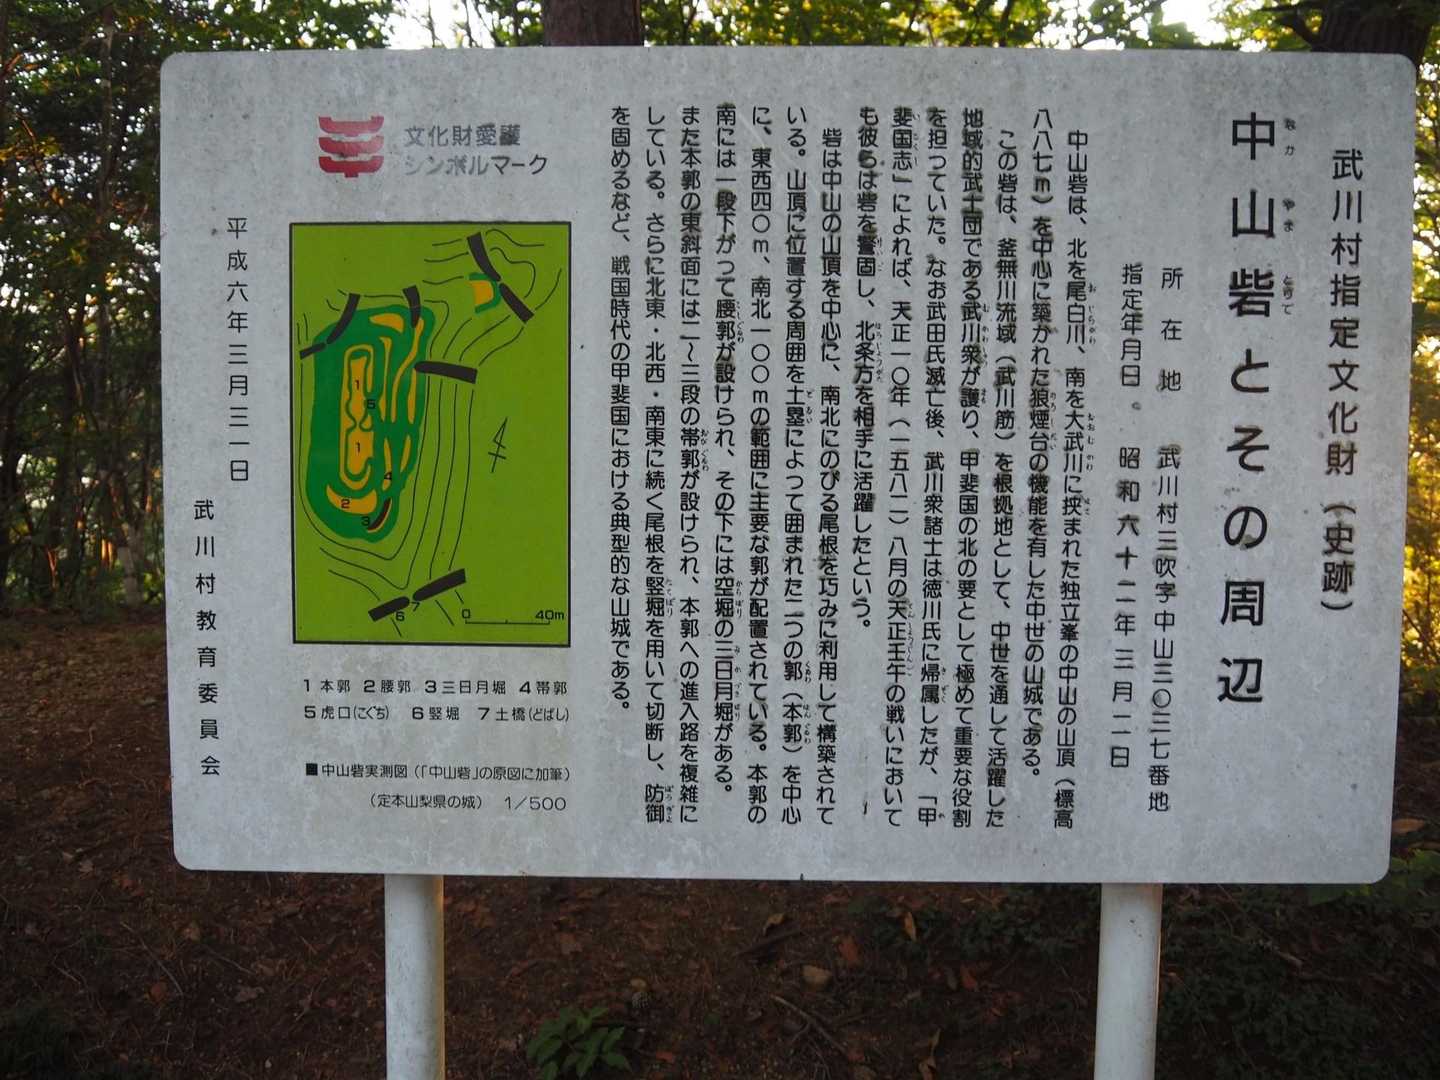 武川村指定文化財（史跡）
中山砦とその周辺
なか やま とりで
所在地　武川村三吹字中山三〇三七番地
指定年月日　昭和六十二年三月二日
中山砦は、北を尾白川、南を大武川に挟まれた独立峯の中山の山頂（標高
八八七ｍ）を中心に築かれた狼煙台の機能を有した中世の山城である。
この砦は、釜無川流域（武川筋）を根拠地として、中世を通して活躍した
地域的武士団である武川衆が護り、甲斐国の北の要として極めて重要な役割
を担っていた。なお武田氏滅亡後、武川衆諸士は徳川氏に帰属したが、「甲
斐国志」によれば、天正一〇年（一五八二）八月の天正壬午の戦いにおいて
も彼らは砦を警固し、北条方を相手に活躍したという。
砦は中山の山頂を中心に、南北にのびる尾根を巧みに利用して構築されて
いる。山頂に位置する周囲を土塁によって囲まれた二つの郭（本郭）を中心
に、東西四〇ｍ、南北一〇〇ｍの範囲に主要な郭が配置されている。本郭の
南には一段下がって腰郭が設けられ、その下には空堀の三日月堀がある。
また本郭の東斜面には二～三段の帯郭が設けられ、本郭への進入路を複雑に
している。さらに北東・北西・南東に続く尾根を竪堀を用いて切断し、防御
を固めるなど、戦国時代の甲斐国における典型的な山城である。
文化財愛護
シンボルマーク
1
5
1
4
2
3
7
6
0 40m
1本郭 2腰郭 3三日月堀 4帯郭
5虎口(こぐち) 6竪堀 7土橋(どばし)
■中山砦実測図（｢中山砦｣の原図に加筆）
（定本山梨県の城） 1／500
平成六年三月三一日
武川村教育委員会